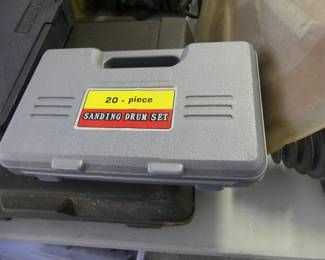 20 - piece
SANDING DRUM SET